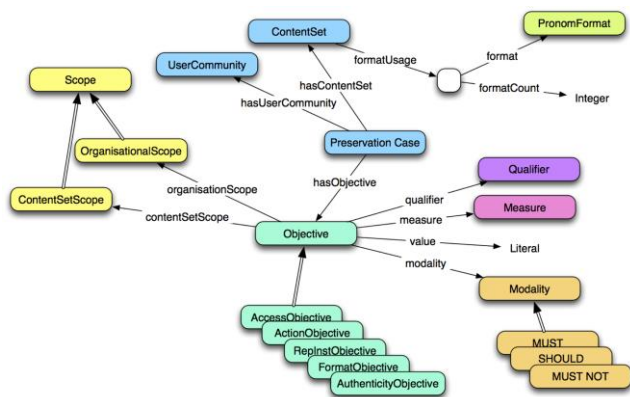 ContentSet
PronomFormat
formatUsage
format
UserCommunity
Scope
hasContentSet
formatCount
Integer
hasUserCommunity
Preservation Case
OrganisationalScope
Qualifier
hasObjective
organisationScope
qualifier
ContentSetScope
measure
Measure
contentSetScope
Objective
value
Literal
modality
Modality
AccessObjective
ActionObjective
MUST
RepInstObjective
SHOULD
FormatObjective
MUST NOT
AuthenticityObjective